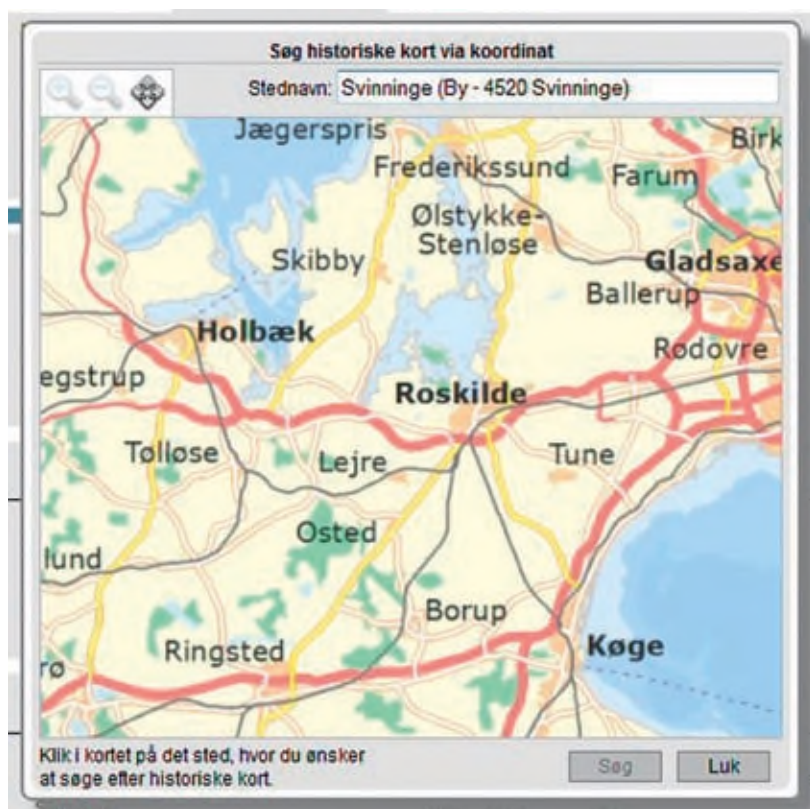 Søg historiske kort via koordinat
Stednavn: Svinninge (By - 4520 Svinninge)
Jægerspris
Birk
Frederikssund
Farum
Ølstykke-
Stenløse
Skibby
Gladsaxe
Ballerup
Holbæk
Rødovre
egstrup
Roskilde
Tølløse
Lejre
Tune
Osted
lund
Borup
Ringsted
Køge
rø
Klik i kortet på det sted, hvor du ønsker
at søge efter historiske kort.
Søg
Luk